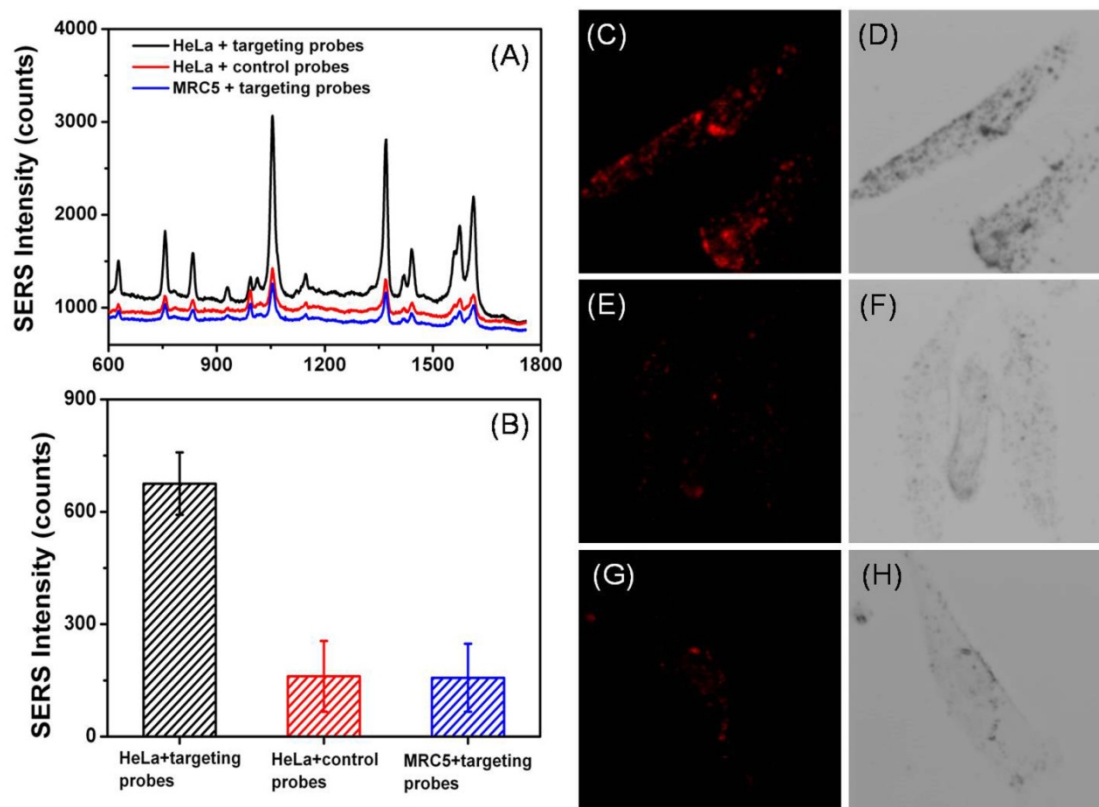 4000
3000
2000
1000
SERS Intensity (counts)
HeLa + targeting probes
HeLa + control probes
MRC5 + targeting probes
(A)
600 900 1200 1500 1800
900
600
300
0
SERS Intensity (counts)
(B)
HeLa+targeting
probes
HeLa+control
probes
MRC5+targeting
probes
(C)
(D)
(E)
(F)
(G)
(H)